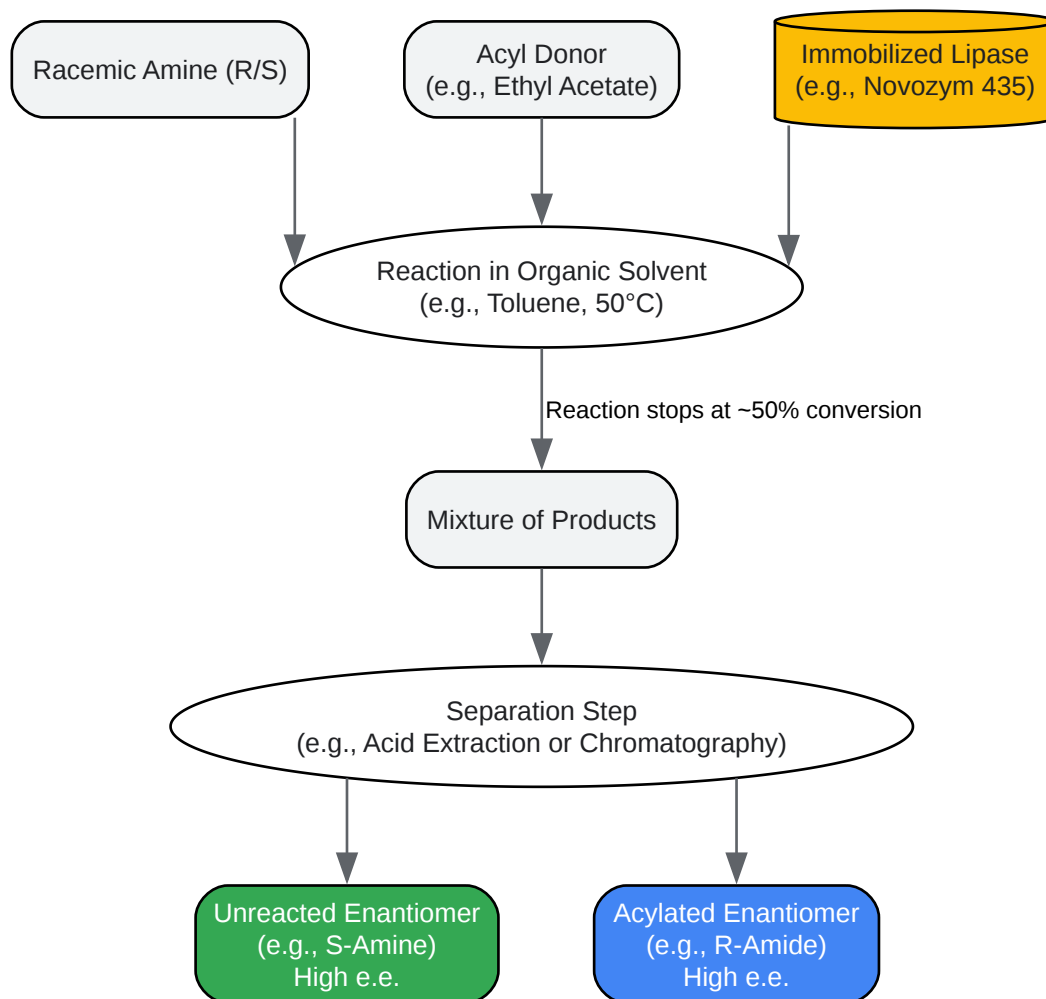 Racemic Amine (R/S)
Acyl Donor
(e.g., Ethyl Acetate)
Immobilized Lipase
(e.g., Novozym 435)
Reaction in Organic Solvent
(e.g., Toluene, 50°C)
Reaction stops at ~50% conversion
Mixture of Products
Separation Step
(e.g., Acid Extraction or Chromatography)
Unreacted Enantiomer
(e.g., S-Amine)
High e.e.
Acylated Enantiomer
(e.g., R-Amide)
High e.e.